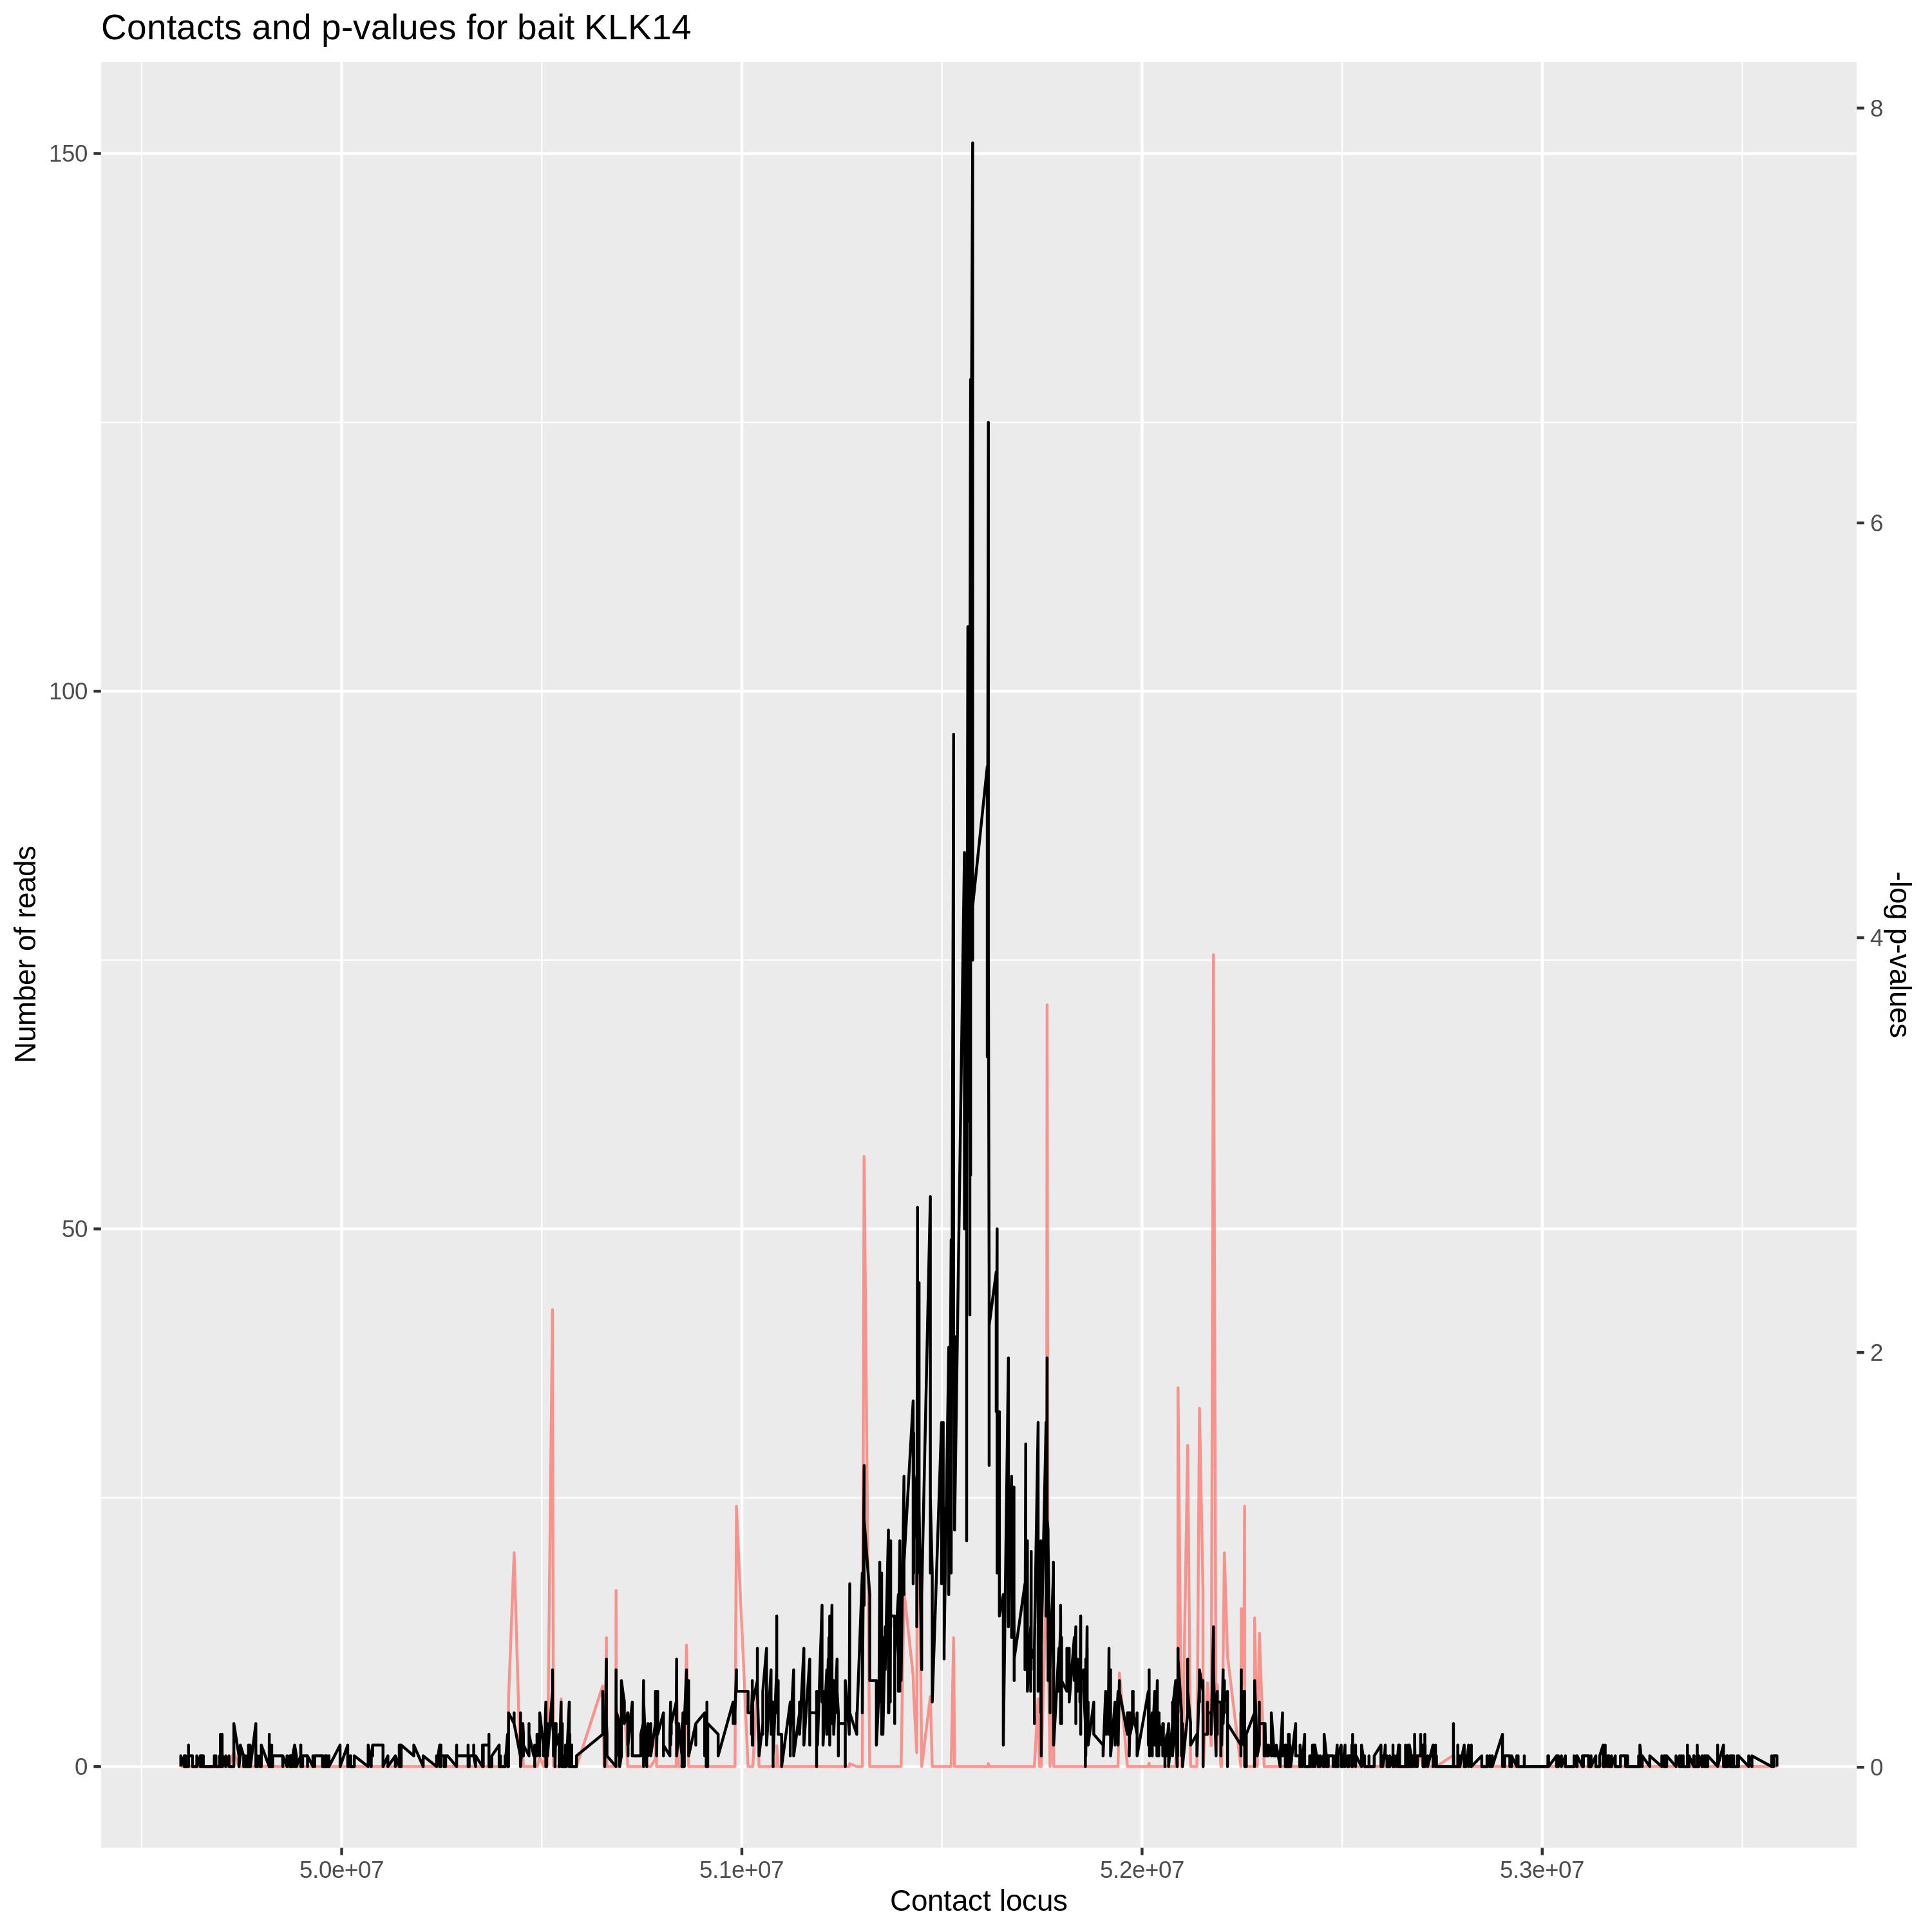 Contacts and p-values for bait KLK14
150
100
50
0
Number of reads
8
6
4
2
0
-log p-values
5.0e+07
5.1e+07
5.2e+07
5.3e+07
Contact locus